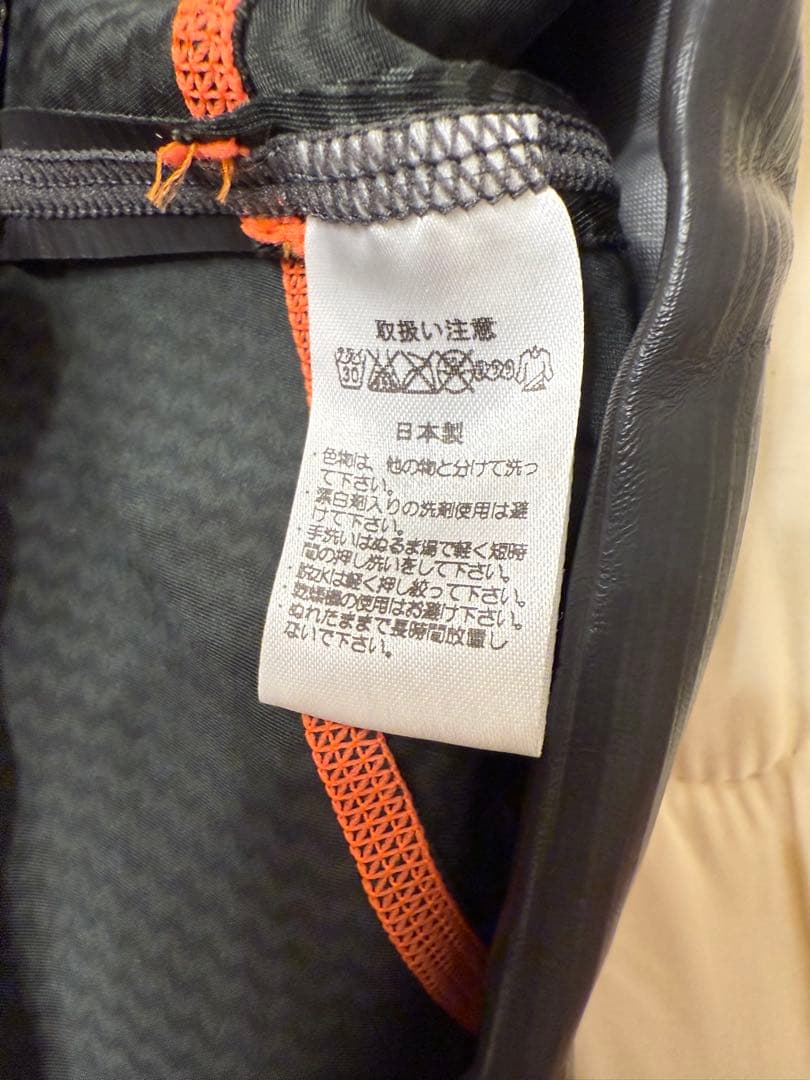 取扱い注意
30
日本製
・色物は、他の物と分けて洗っ
て下さい。
・漂白剤入りの洗剤使用は避
けて下さい。
・手洗いはぬるま湯で軽く短時
間の押し洗いをして下さい。
・脱水は軽く押し絞って下さい。
・乾燥機の使用はお避け下さい。
・ぬれたままで長時間放置し
ないで下さい。